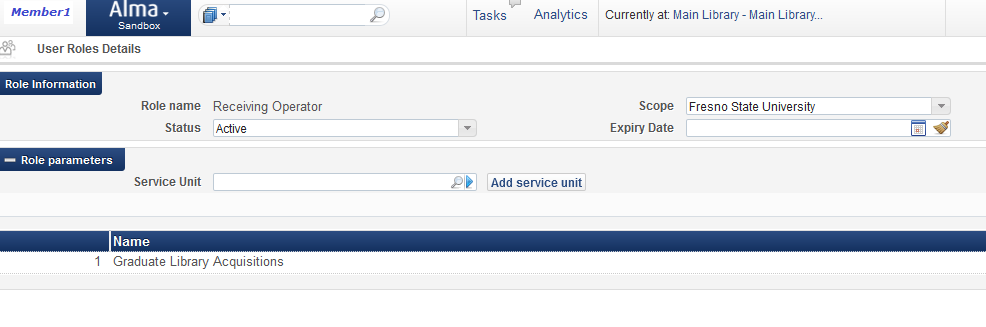 Member1 Alma Sandbox Tasks Analytics Currently at: Main Library - Main Library...
User Roles Details
Role Information
Role name Receiving Operator Scope Fresno State University
Status Active Expiry Date
Role parameters
Service Unit Add service unit
Name
1 Graduate Library Acquisitions